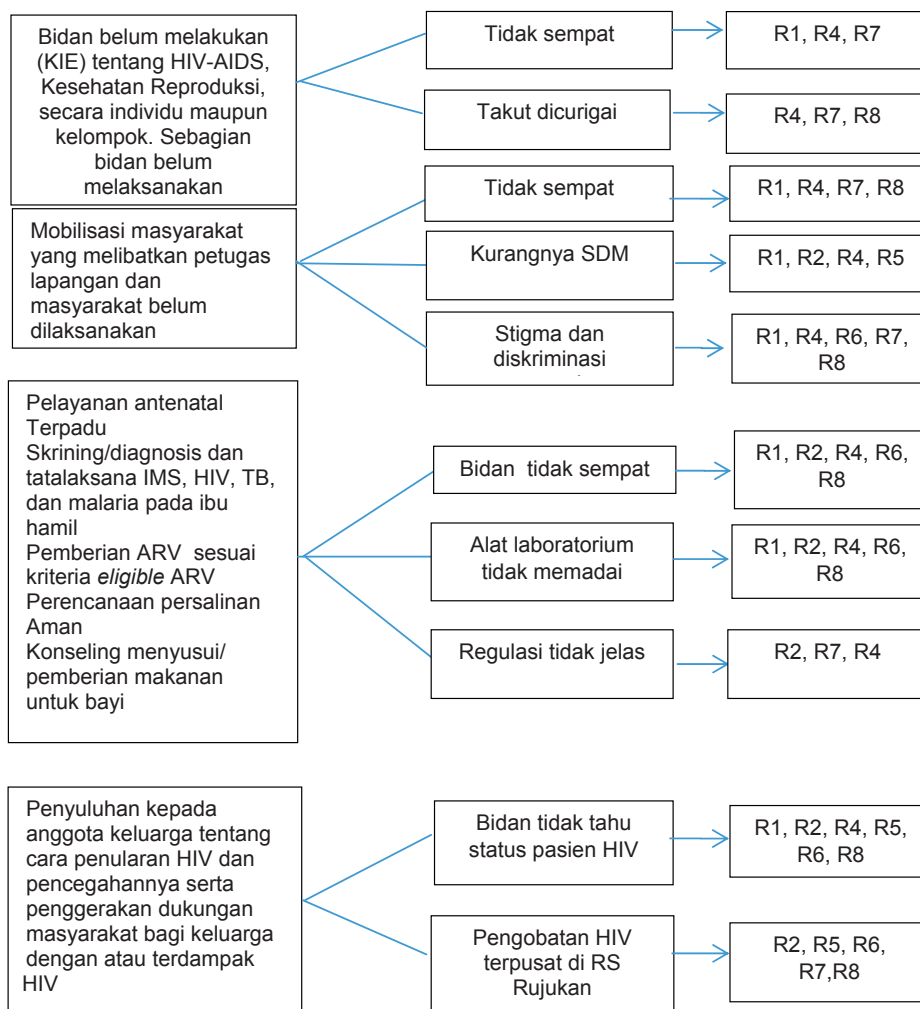 Bidan belum melakukan
(KIE) tentang HIV-AIDS,
Kesehatan Reproduksi,
secara individu maupun
kelompok. Sebagian
bidan belum
melaksanakan
Tidak sempat
R1, R4, R7
Takut dicurigai
R4, R7, R8
Mobilisasi masyarakat
yang melibatkan petugas
lapangan dan
masyarakat belum
dilaksanakan
Tidak sempat
R1, R4, R7, R8
Kurangnya SDM
R1, R2, R4, R5
Stigma dan
diskriminasi
R1, R4, R6, R7,
R8
Pelayanan antenatal
Terpadu
Skrining/diagnosis dan
tatalaksana IMS, HIV, TB,
dan malaria pada ibu
hamil
Pemberian ARV sesuai
kriteria eligible ARV
Perencanaan persalinan
Aman
Konseling menyusui/
pemberian makanan
untuk bayi
Bidan tidak sempat
R1, R2, R4, R6,
R8
Alat laboratorium
tidak memadai
R1, R2, R4, R6,
R8
Regulasi tidak jelas
R2, R7, R4
Penyuluhan kepada
anggota keluarga tentang
cara penularan HIV dan
pencegahannya serta
penggerakan dukungan
masyarakat bagi keluarga
dengan atau terdampak
HIV
Bidan tidak tahu
status pasien HIV
R1, R2, R4, R5,
R6, R8
Pengobatan HIV
terpusat di RS
Rujukan
R2, R5, R6,
R7,R8